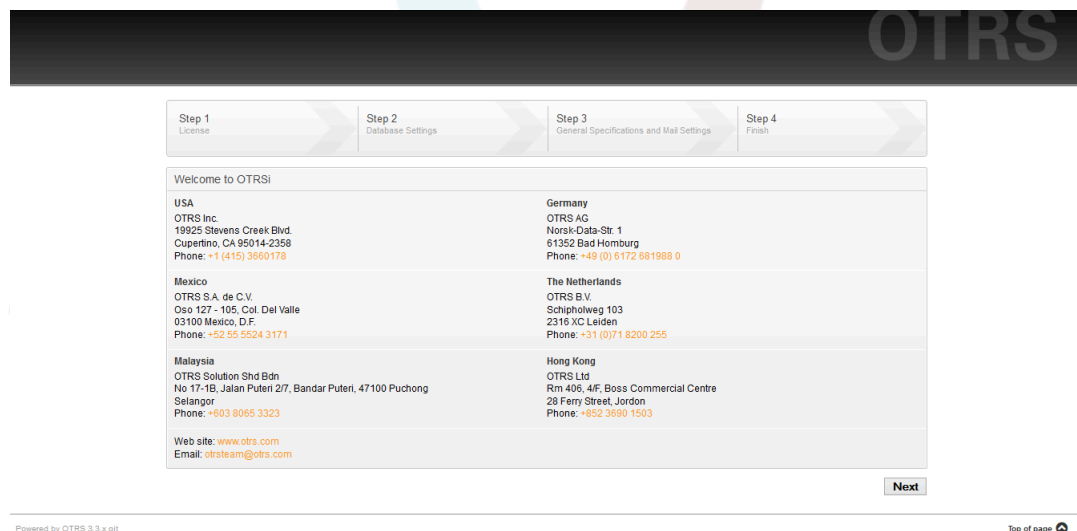 OTRS
Step 1
License
Step 2
Database Settings
Step 3
General Specifications and Mail Settings
Step 4
Finish
Welcome to OTRSi
USA
OTRS Inc.
19925 Stevens Creek Blvd.
Cupertino, CA 95014-2358
Phone: +1 (415) 3660178
Germany
OTRS AG
Norsk-Data-Str. 1
61352 Bad Homburg
Phone: +49 (0) 6172 681988 0
Mexico
OTRS S.A. de C.V.
Oso 127 - 105, Col. Del Valle
03100 Mexico, D.F.
Phone: +52 55 5524 3171
The Netherlands
OTRS B.V.
Schipholweg 103
2316 XC Leiden
Phone: +31 (0)71 8200 255
Malaysia
OTRS Solution Shd Bdn
No 17-1B, Jalan Puteri 2/7, Bandar Puteri, 47100 Puchong
Selangor
Phone: +603 8065 3323
Hong Kong
OTRS Ltd
Rm 406, 4/F, Boss Commercial Centre
28 Ferry Street, Jordon
Phone: +852 3690 1503
Web site: www.otrs.com
Email: otrsteam@otrs.com
Next
Powered by OTRS 3.3.x git
Top of page